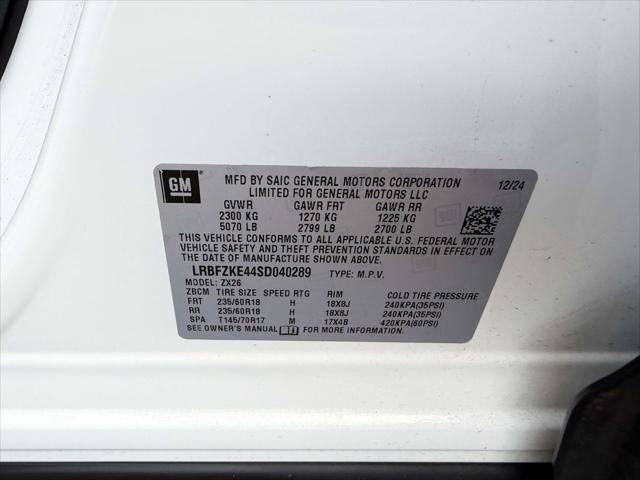 GM
MFD BY SAIC GENERAL MOTORS CORPORATION 12/24
LIMITED FOR GENERAL MOTORS LLC
GVWR GAWR FRT GAWR RR
2300 KG 1270 KG 1225 KG
5070 LB 2799 LB 2700 LB
THIS VEHICLE CONFORMS TO ALL APPLICABLE U.S. FEDERAL MOTOR
VEHICLE SAFETY AND THEFT PREVENTION STANDARDS IN EFFECT ON
THE DATE OF MANUFACTURE SHOWN ABOVE.
LRBFZKE44SD040289 TYPE: M.P.V.
MODEL: ZX26
ZBCM TIRE SIZE SPEED RTG RIM COLD TIRE PRESSURE
FRT 235/60R18 H 18X8J 240KPA(35PSI)
RR 235/60R18 H 18X8J 240KPA(35PSI)
SPA T145/70R17 M 17X4B 420KPA(60PSI)
SEE OWNER'S MANUAL FOR MORE INFORMATION.